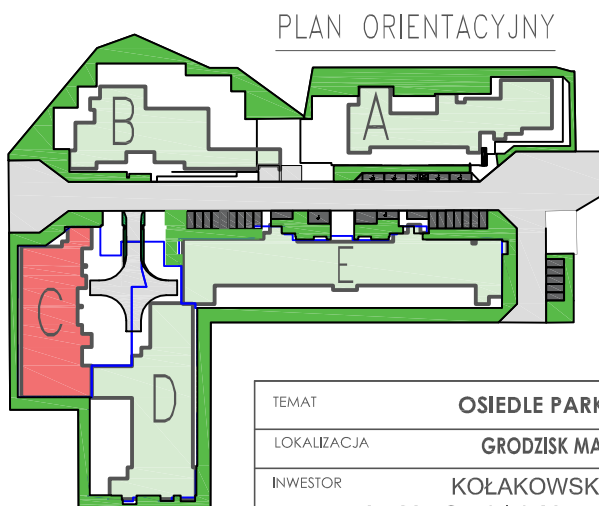 PLAN ORIENTACYJNY
B
A
E
C
D
TEMAT OSIEDLE PARK
LOKALIZACJA GRODZISK MA
INWESTOR KOŁAKOWSK